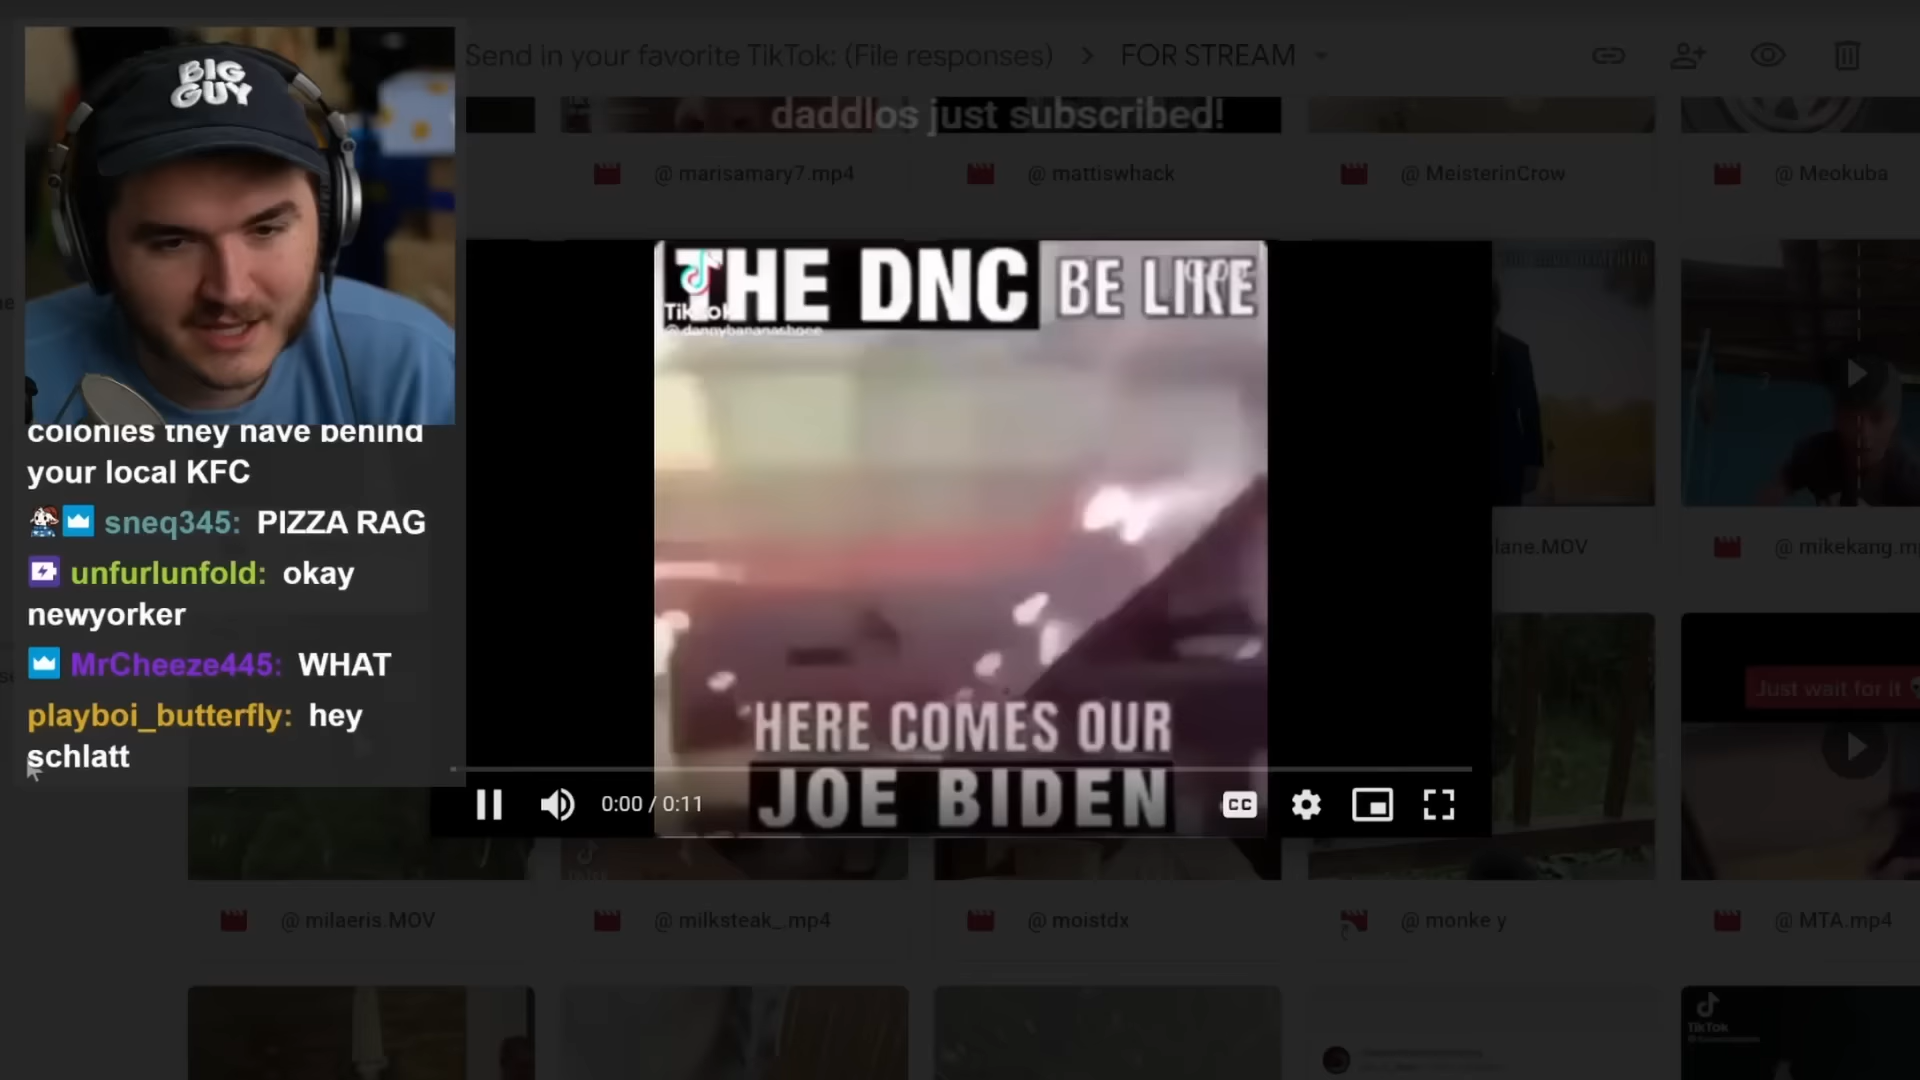 BIG
GUY
Send in your favorite TikTok: (File responses) > FOR STREAM
daddlos just subscribed!
@ marisamary7.mp4
@ mattiswhack
@ MeisterinCrow
@ Meokuba
THE DNC BE LIKE
TikTok
@dannybananashoee
colonies they have behind
your local KFC
sneq345: PIZZA RAG
unfurlunfold: okay
newyorker
MrCheeze445: WHAT
playboi_butterfly: hey
schlatt
lane.MOV
@ mikekang.m
Just wait for it
HERE COMES OUR
JOE BIDEN
0:00 / 0:11
CC
@ milaeris.MOV
@ milksteak_.mp4
@ moistdx
@ monke y
@ MTA.mp4
TikTok